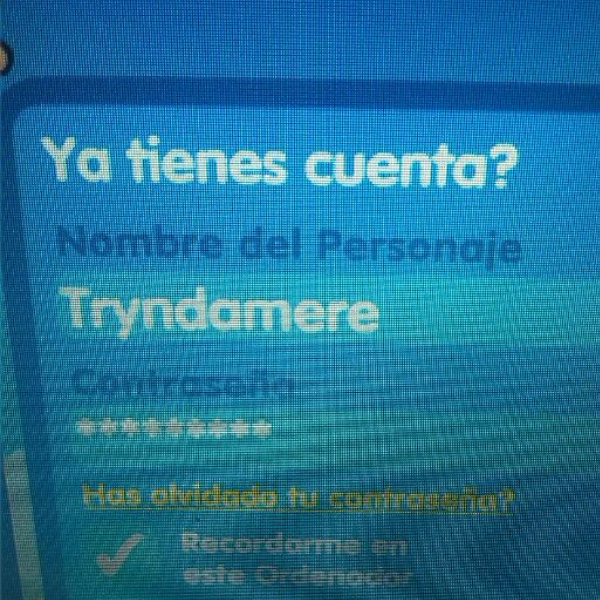 Ya tienes cuenta?
Nombre del Personaje
Tryndamere
Contraseña
*********
Has olvidado tu contraseña?
Recordarme en
este Ordenador